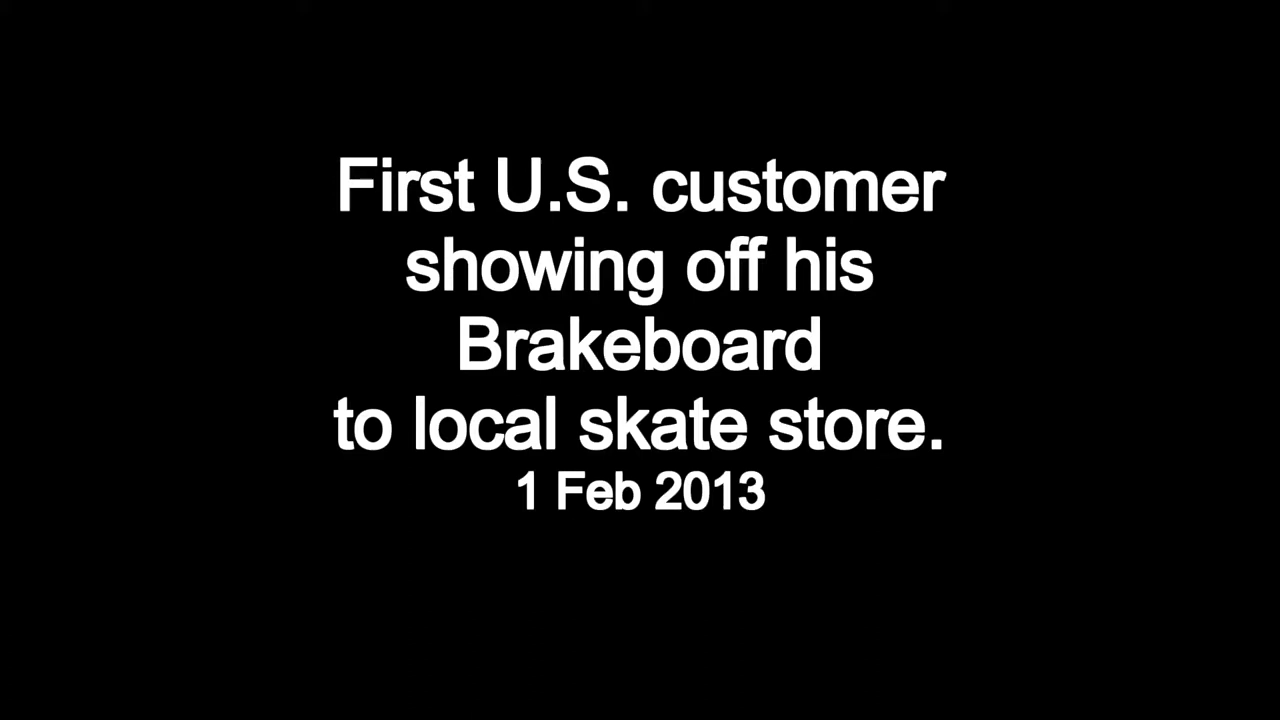 First U.S. customer
showing off his
Brakeboard
to local skate store.
1 Feb 2013